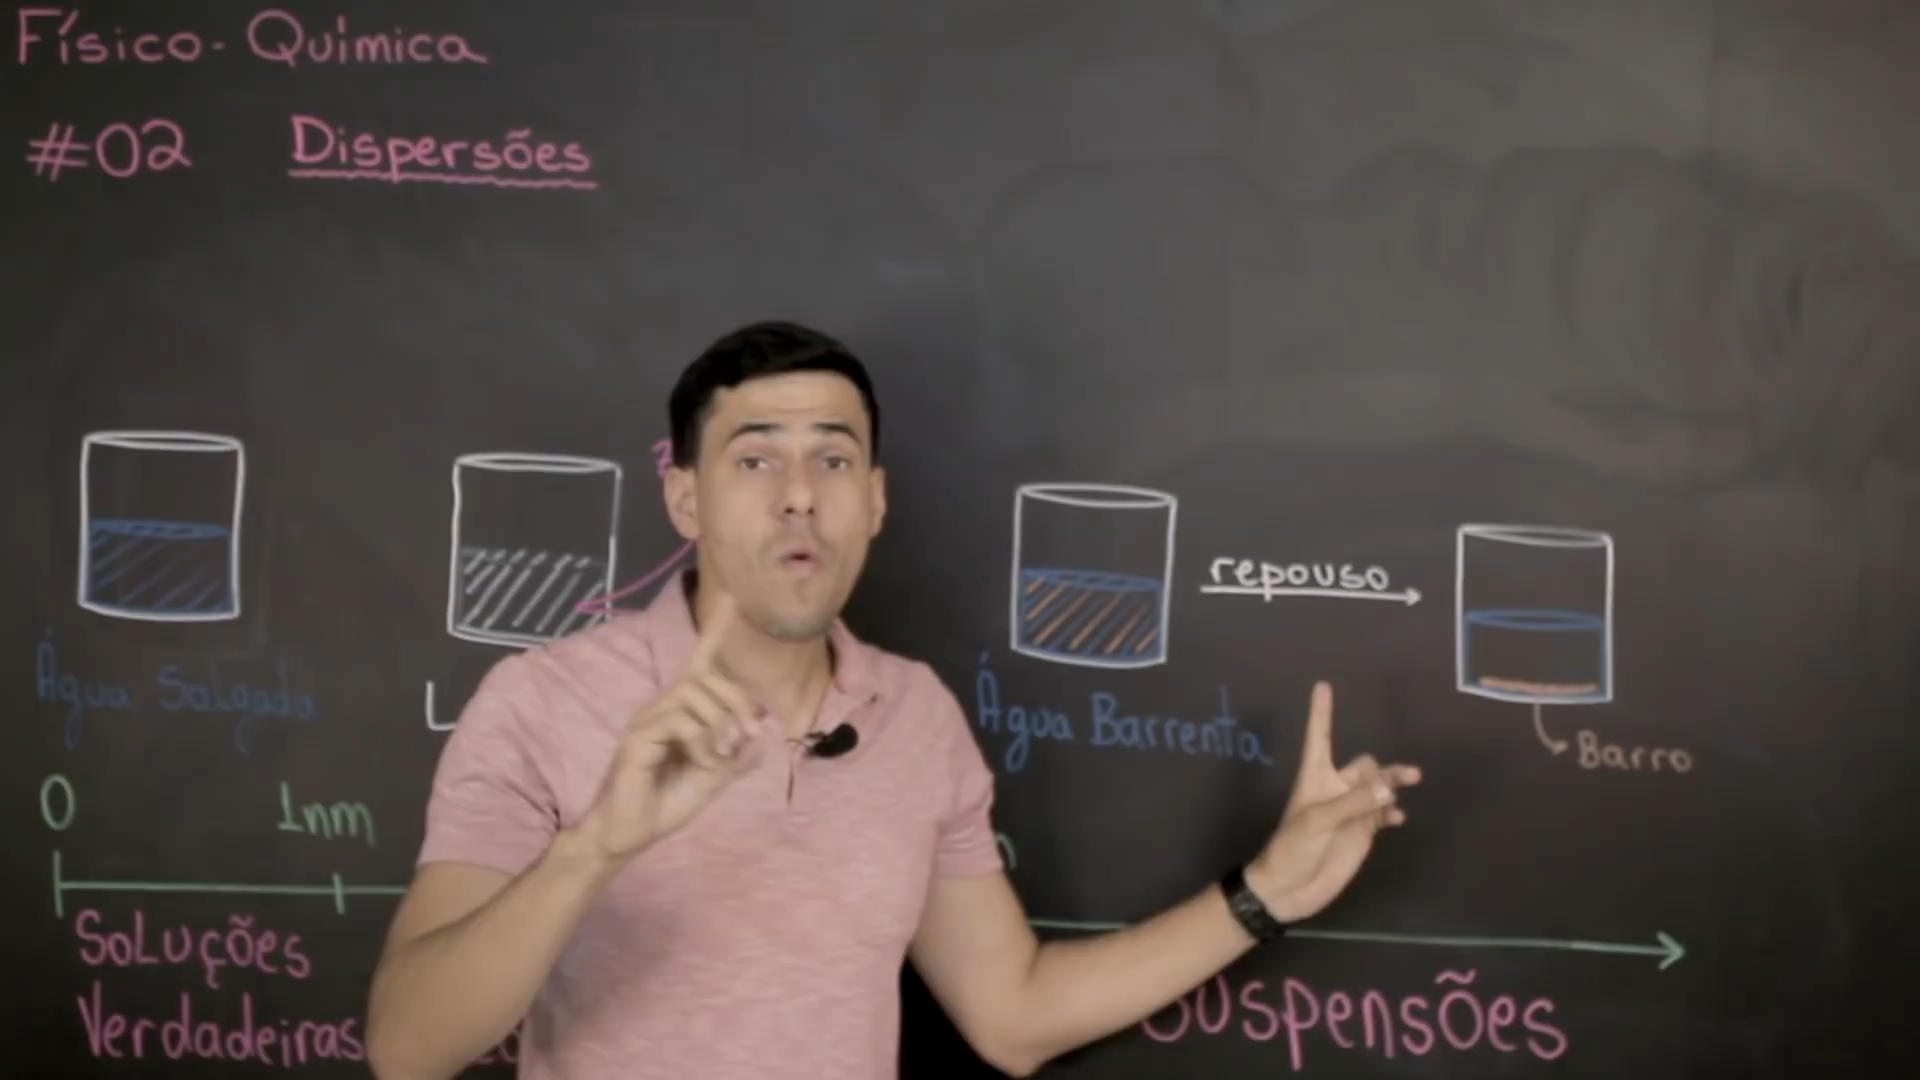 Físico-Química
#02 Dispersões
repouso
Água Salgada
Água Barrenta
Barro
0
1nm
Soluções
Verdadeiras
Suspensões